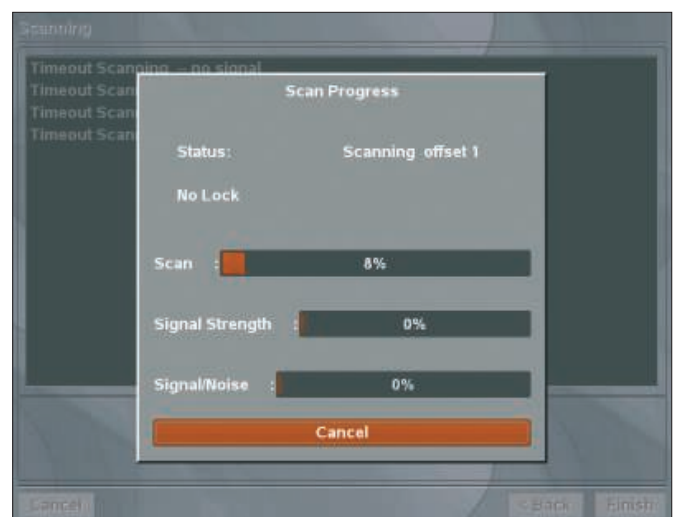 Scanning
Timeout Scanning -- no signal
Timeout Scan
Timeout Scan
Timeout Scan
Scan Progress
Status: Scanning offset 1
No Lock
Scan : 8%
Signal Strength : 0%
Signal/Noise : 0%
Cancel
Cancel < Back Finish